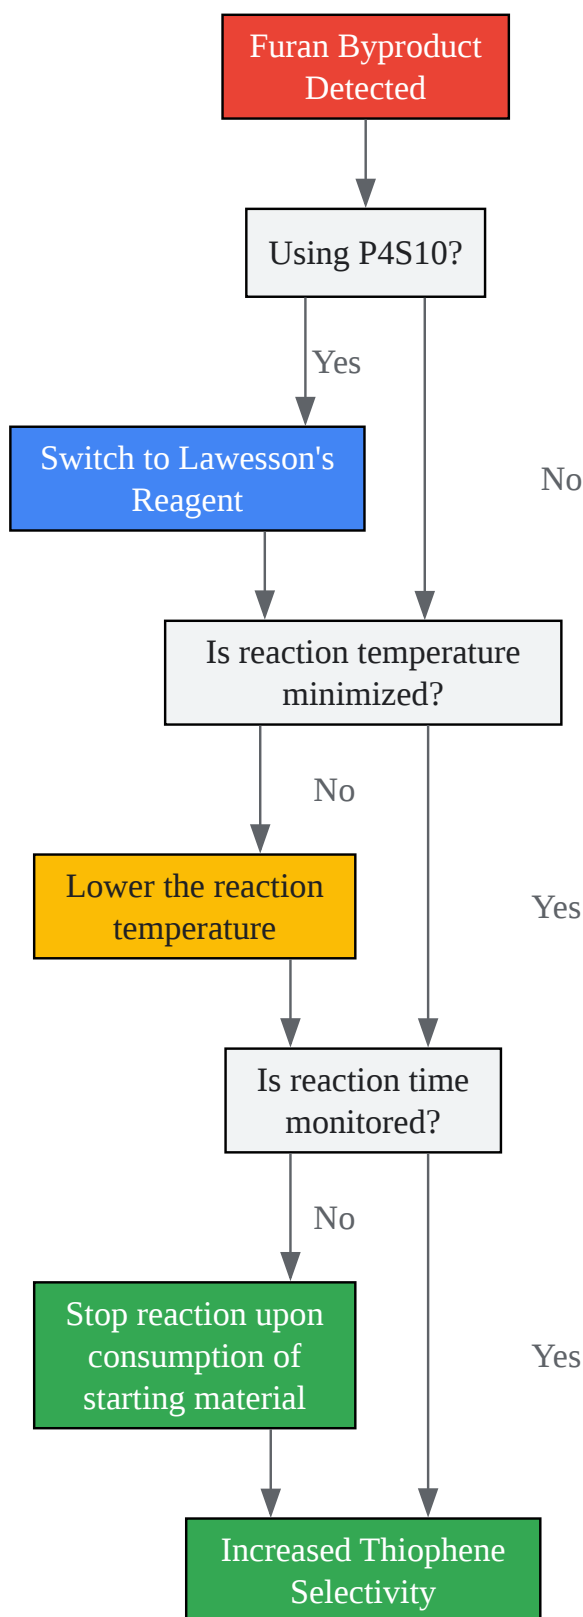 Furan Byproduct
Detected
Using P4S10?
Yes
Switch to Lawesson's
Reagent
No
Is reaction temperature
minimized?
No
Lower the reaction
temperature
Yes
Is reaction time
monitored?
No
Stop reaction upon
consumption of
starting material
Yes
Increased Thiophene
Selectivity